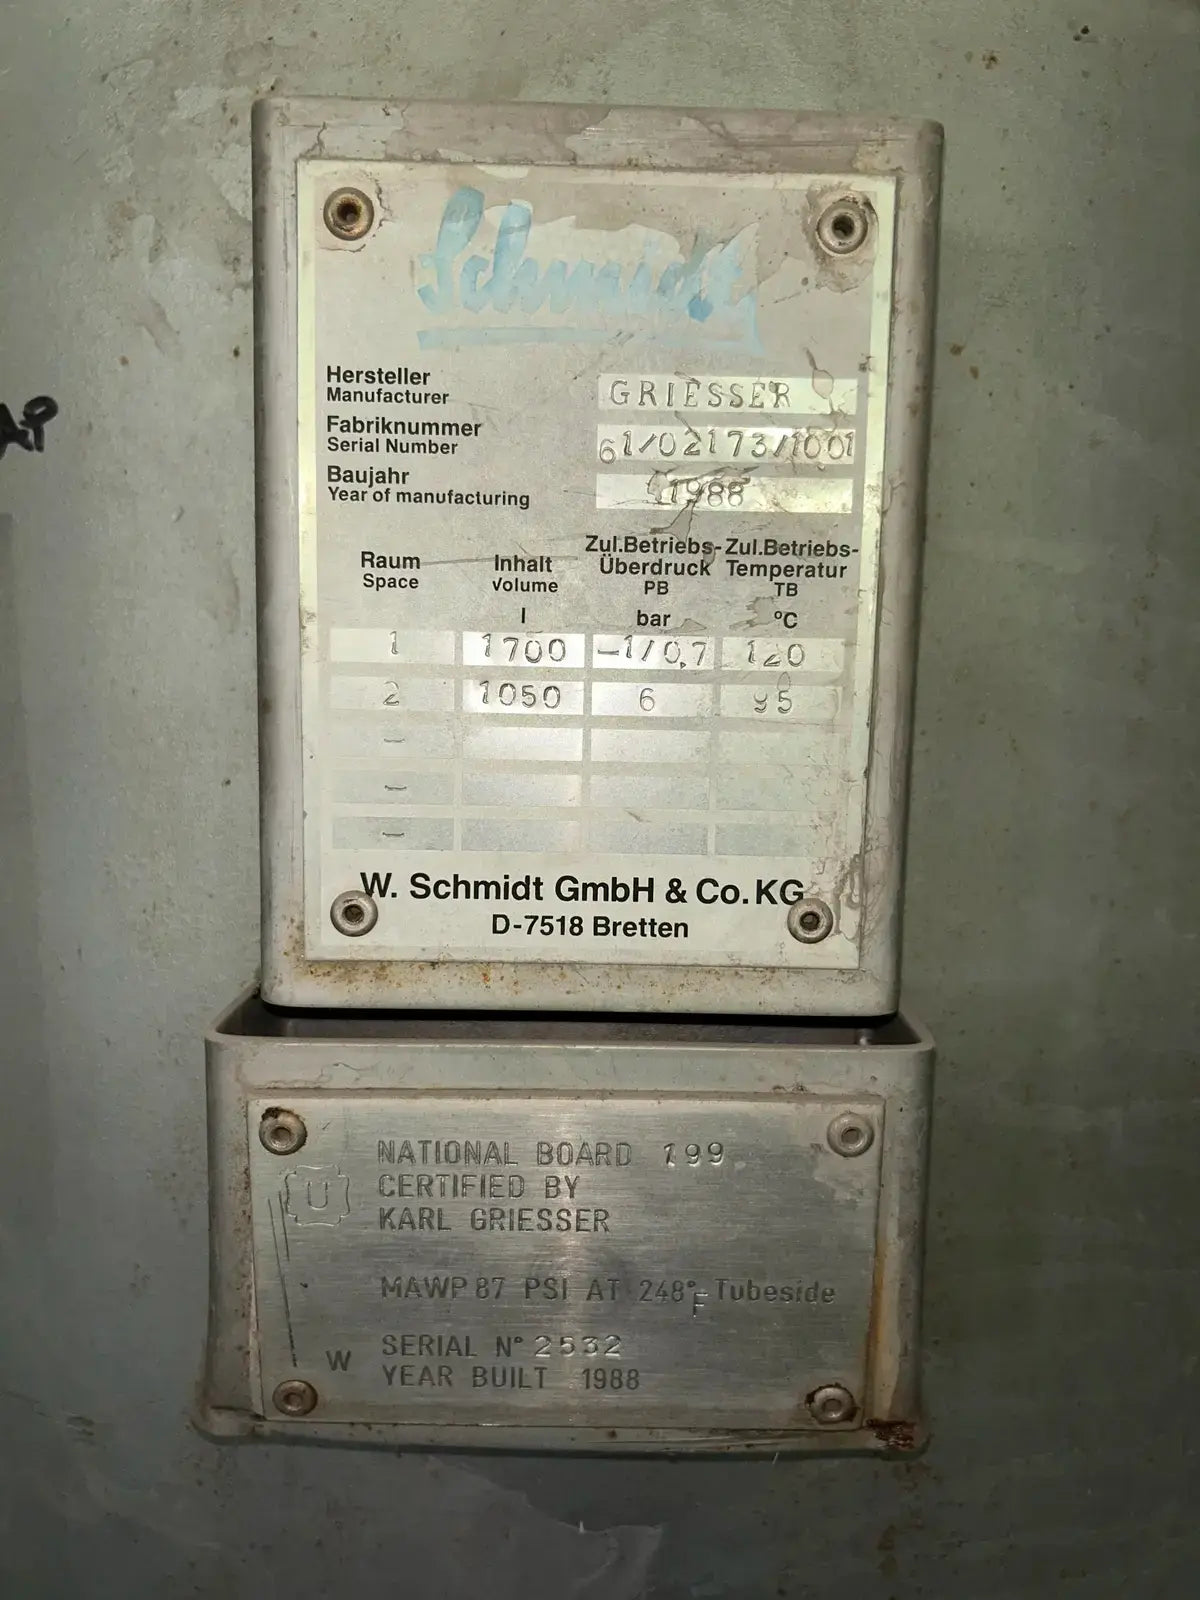 AP
Schmidt
Hersteller
Manufacturer
GRIESSER
Fabriknummer
Serial Number
61/02173/1001
Baujahr
Year of manufacturing
1988
Raum Inhalt Zul.Betriebs-Überdruck Zul.Betriebs-Temperatur
Space Volume PB TB
l bar °C
1 1700 -1/0,7 120
2 1050 6 95
-
-
-
W. Schmidt GmbH & Co. KG
D-7518 Bretten
NATIONAL BOARD 199
U CERTIFIED BY
KARL GRIESSER
MAWP 87 PSI AT 248°F Tubeside
SERIAL N° 2532
W YEAR BUILT 1988